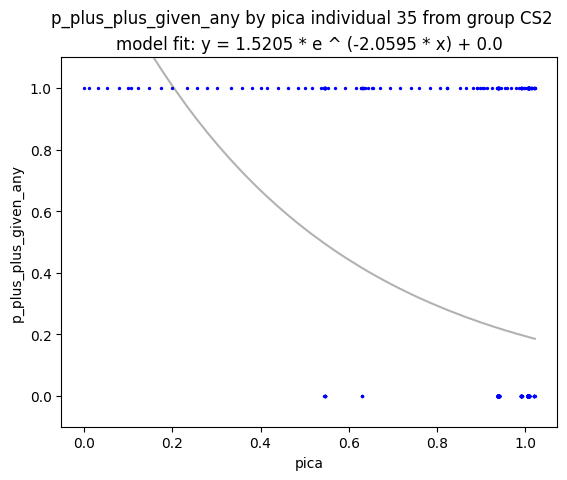 p_plus_plus_given_any by pica individual 35 from group CS2
model fit: y = 1.5205 * e ^ (-2.0595 * x) + 0.0
p_plus_plus_given_any
1.0
0.8
0.6
0.4
0.2
0.0
0.0 0.2 0.4 0.6 0.8 1.0
pica